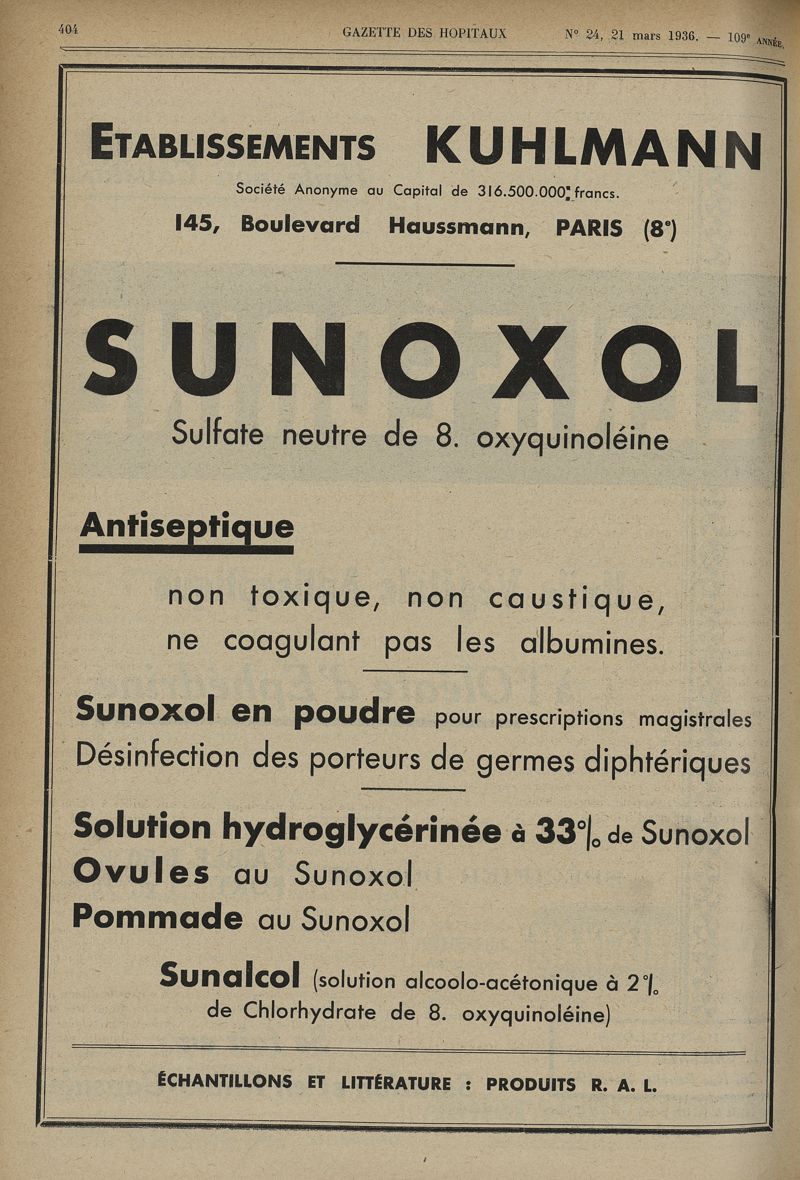 404 GAZETTE DES HOPITAUX N° 24, 21 mars 1936. — 109e ANNÉE.
ETABLISSEMENTS KUHLMANN
Société Anonyme au Capital de 316.500.000 francs.
145, Boulevard Haussmann, PARIS (8e)
SUNOXOL
Sulfate neutre de 8. oxyquinoléine
Antiseptique
non toxique, non caustique,
ne coagulant pas les albumines.
Sunoxol en poudre pour prescriptions magistrales
Désinfection des porteurs de germes diphtériques
Solution hydroglycérinée à 33% de Sunoxol
Ovules au Sunoxol
Pommade au Sunoxol
Sunalcol (solution alcoolo-acétonique à 2%
de Chlorhydrate de 8. oxyquinoléine)
ÉCHANTILLONS ET LITTÉRATURE : PRODUITS R. A. L.